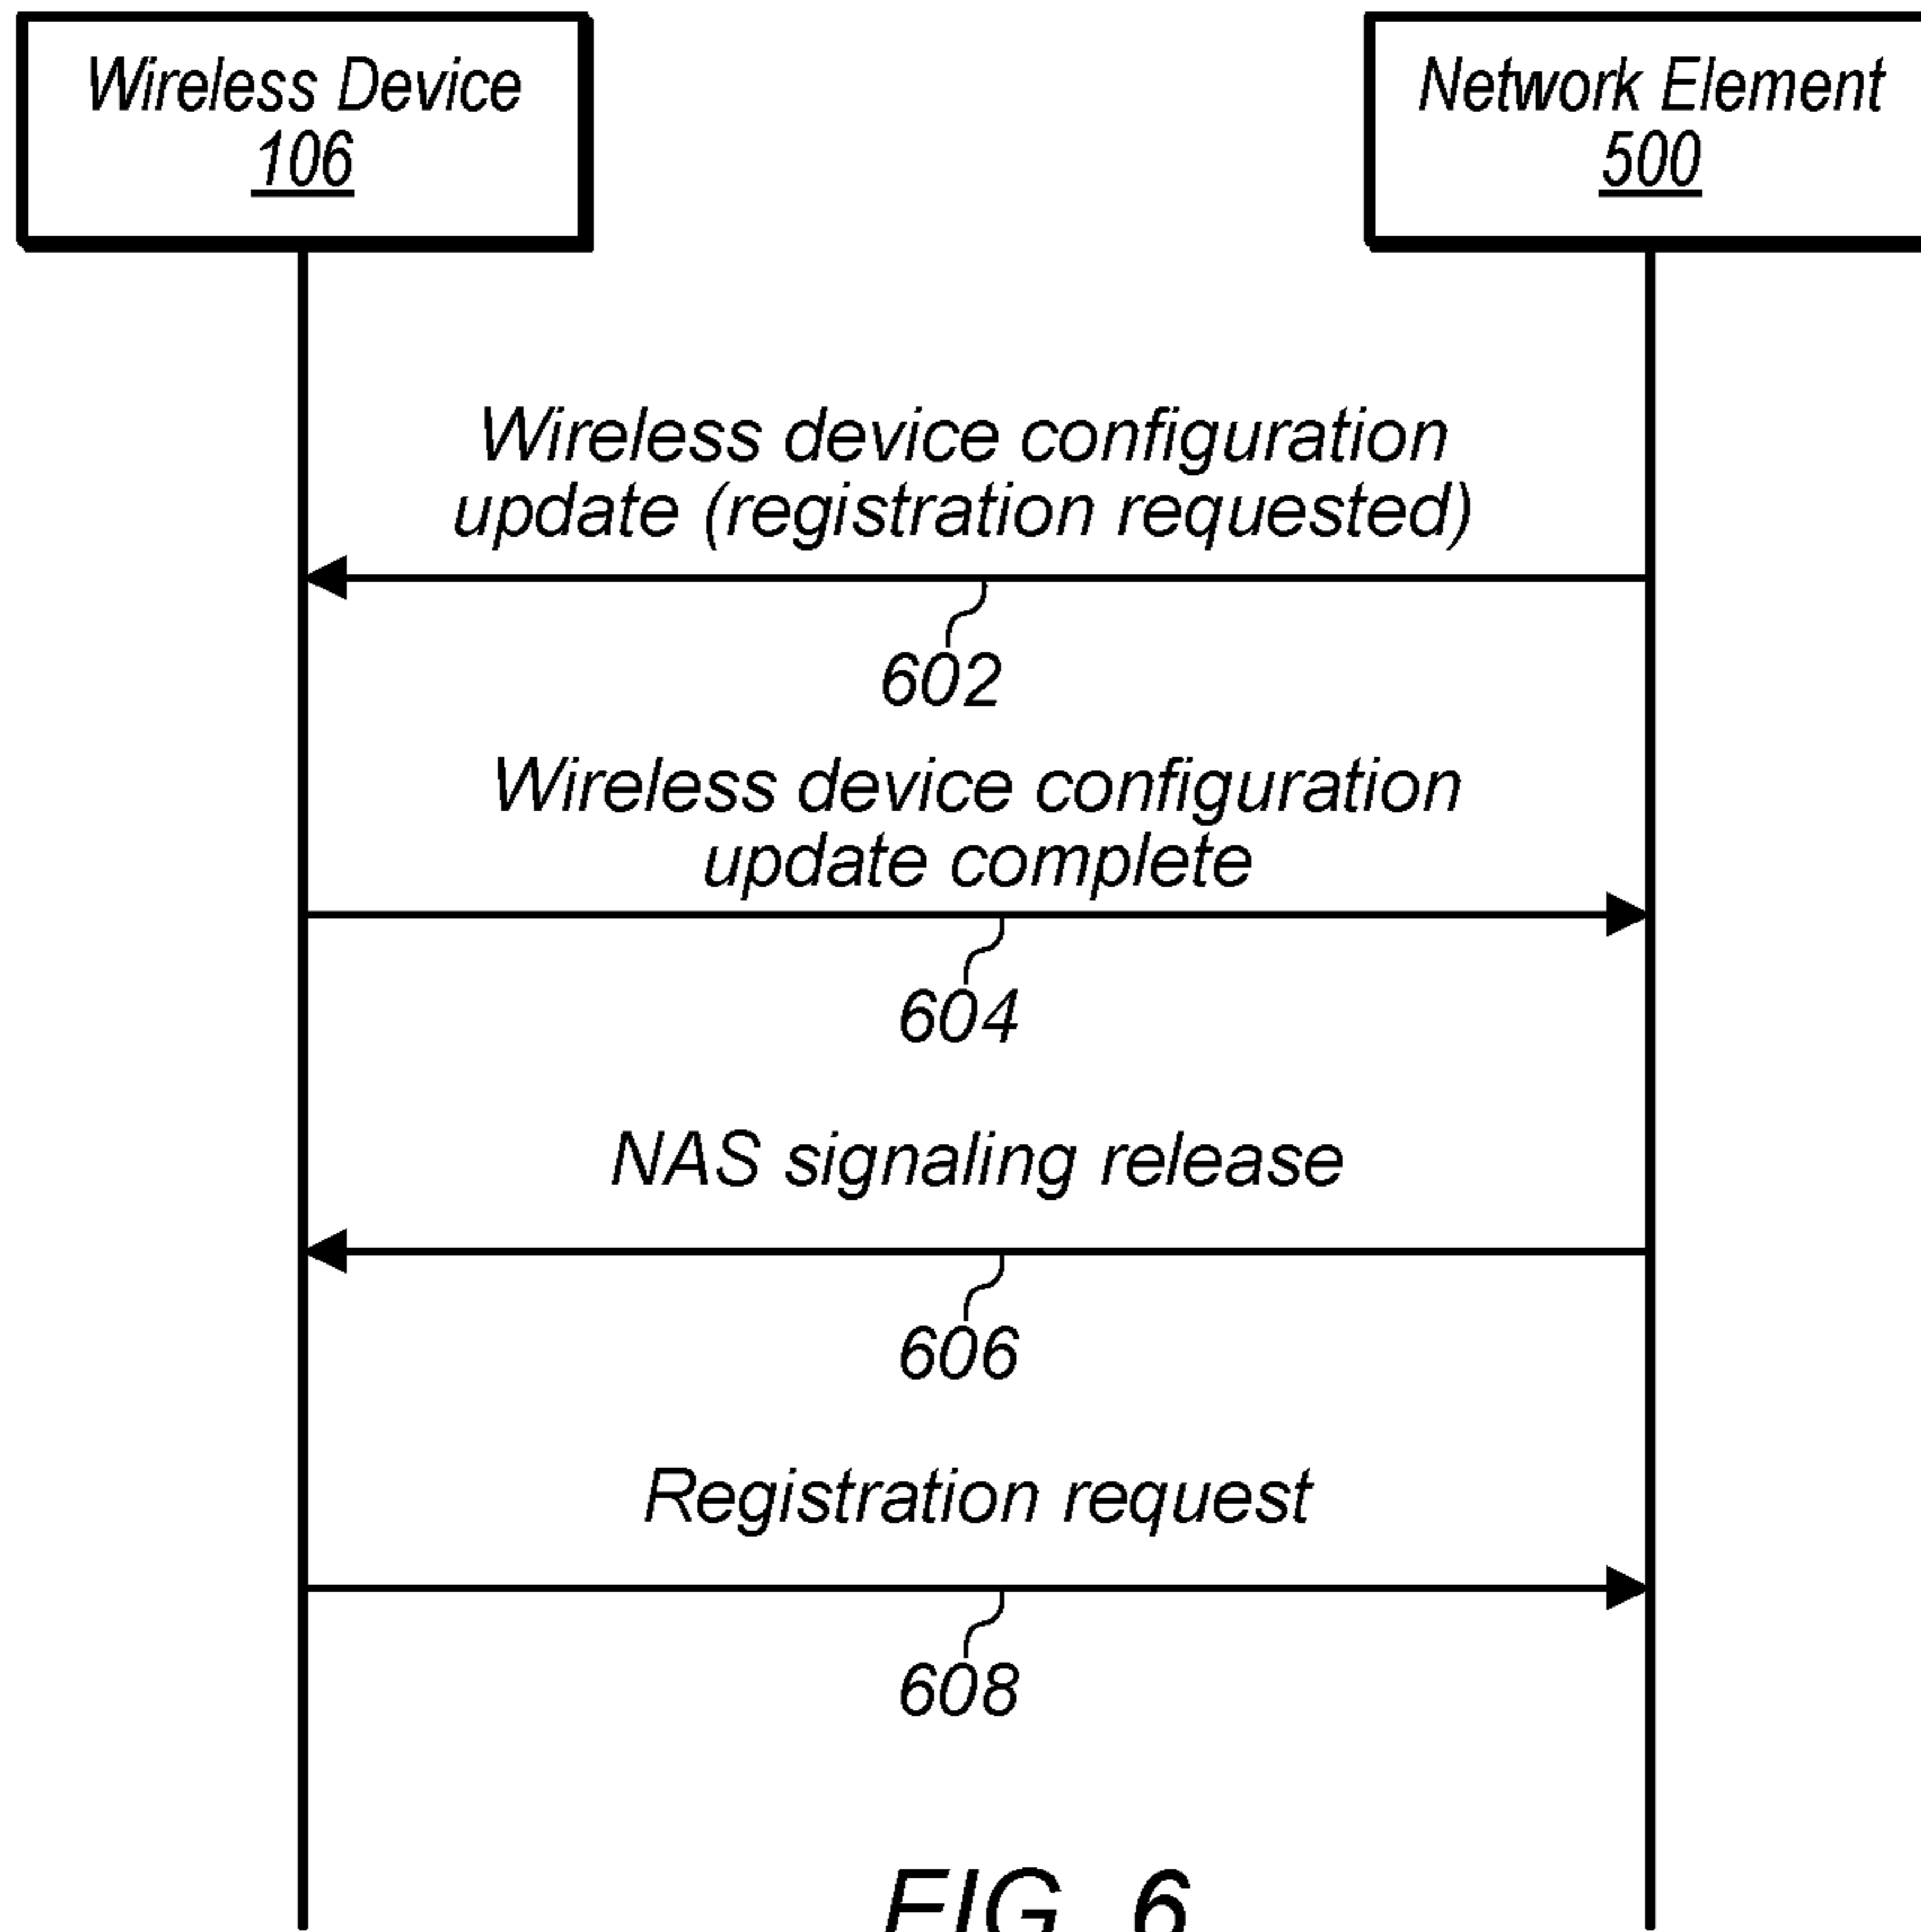 Wireless Device
106
Network Element
500
Wireless device configuration
update (registration requested)
602
Wireless device configuration
update complete
604
NAS signaling release
606
Registration request
608
FIG. 6